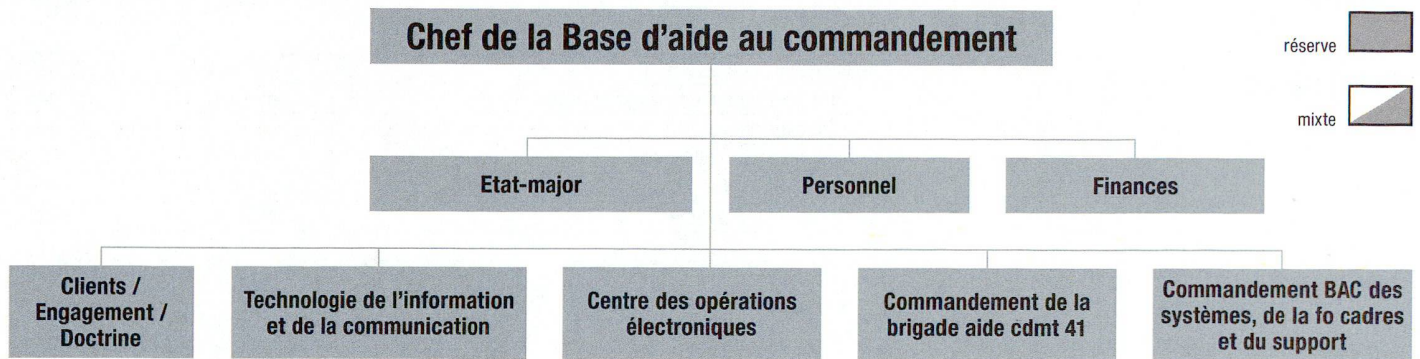 Chef de la Base d'aide au commandement
réserve
mixte
Etat-major
Personnel
Finances
Clients /
Engagement /
Doctrine
Technologie de l'information
et de la communication
Centre des opérations
électroniques
Commandement de la
brigade aide cdmt 41
Commandement BAC des
systèmes, de la fo cadres
et du support